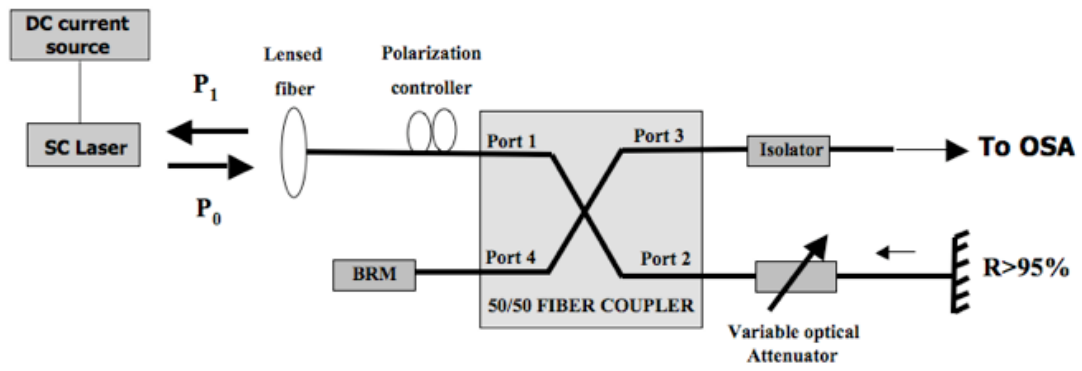 DC current
source
SC Laser
P1
P0
Lensed
fiber
Polarization
controller
Port 1
Port 3
Port 4
Port 2
50/50 FIBER COUPLER
BRM
Isolator
To OSA
R>95%
Variable optical
Attenuator